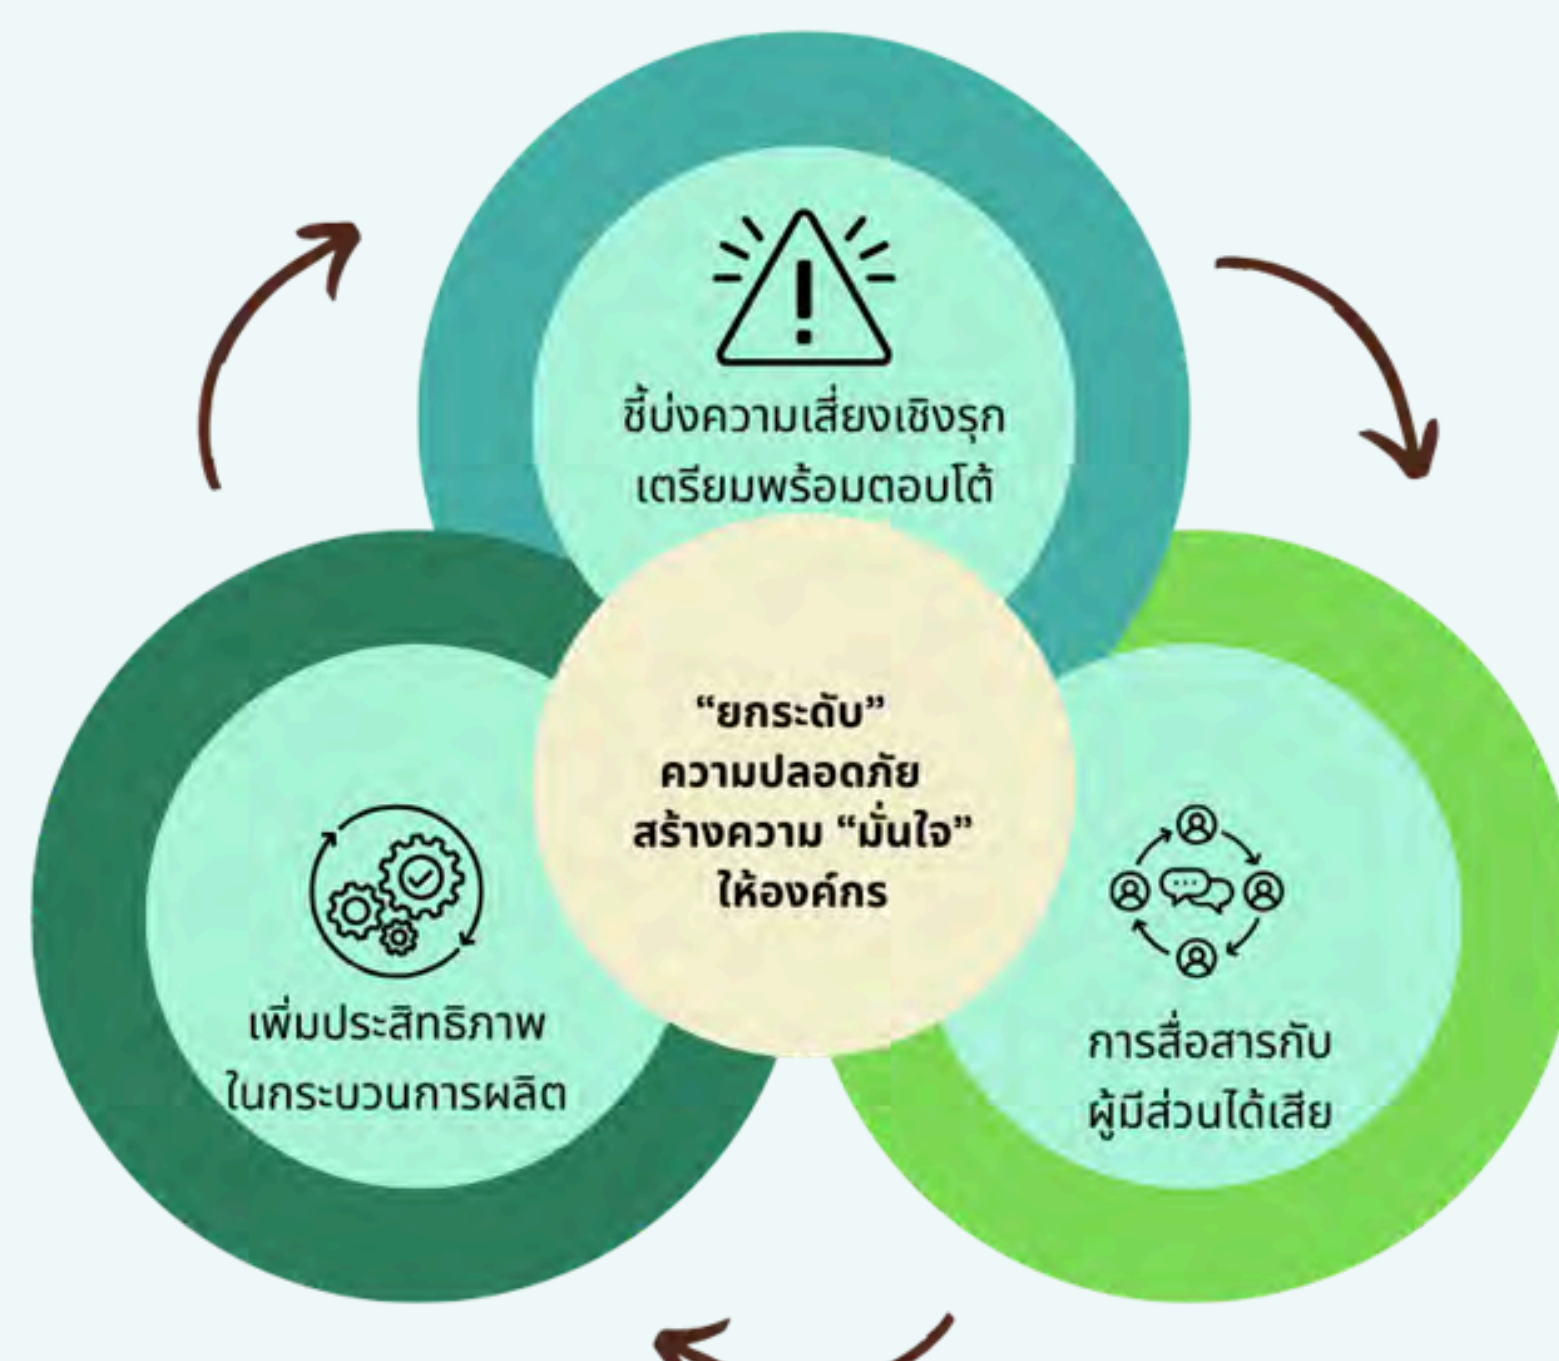 ชี้บ่งความเสี่ยงเชิงรุก
เตรียมพร้อมตอบโต้
“ยกระดับ”
ความปลอดภัย
สร้างความ “มั่นใจ”
ให้องค์กร
เพิ่มประสิทธิภาพ
ในกระบวนการผลิต
การสื่อสารกับ
ผู้มีส่วนได้เสีย